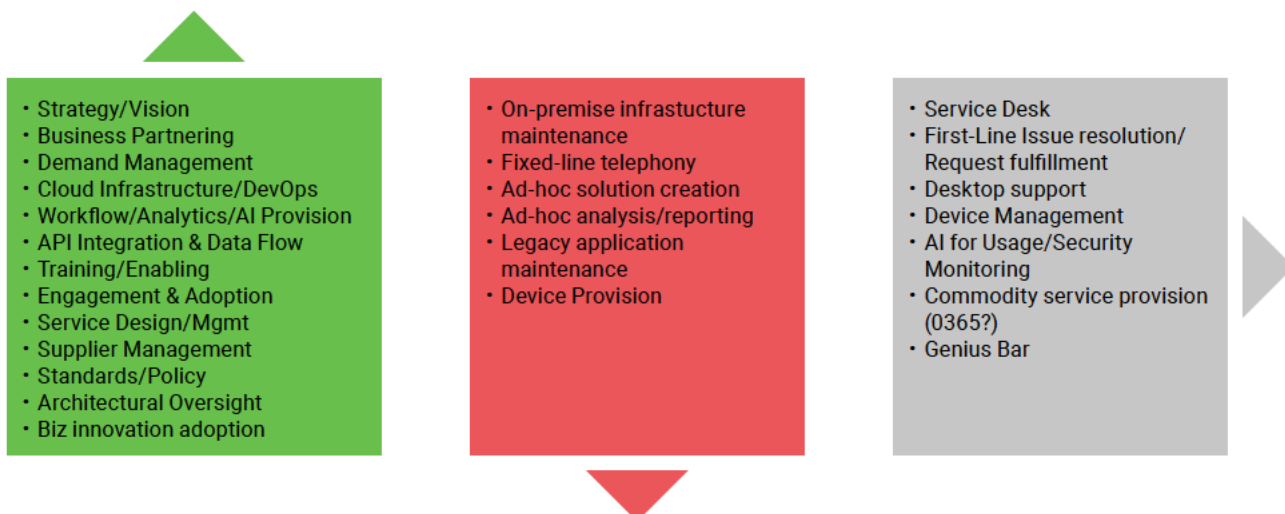 • Strategy/Vision
• Business Partnering
• Demand Management
• Cloud Infrastructure/DevOps
• Workflow/Analytics/AI Provision
• API Integration & Data Flow
• Training/Enabling
• Engagement & Adoption
• Service Design/Mgmt
• Supplier Management
• Standards/Policy
• Architectural Oversight
• Biz innovation adoption
• On-premise infrastucture
maintenance
• Fixed-line telephony
• Ad-hoc solution creation
• Ad-hoc analysis/reporting
• Legacy application
maintenance
• Device Provision
• Service Desk
• First-Line Issue resolution/
Request fulfillment
• Desktop support
• Device Management
• AI for Usage/Security
Monitoring
• Commodity service provision
(0365?)
• Genius Bar